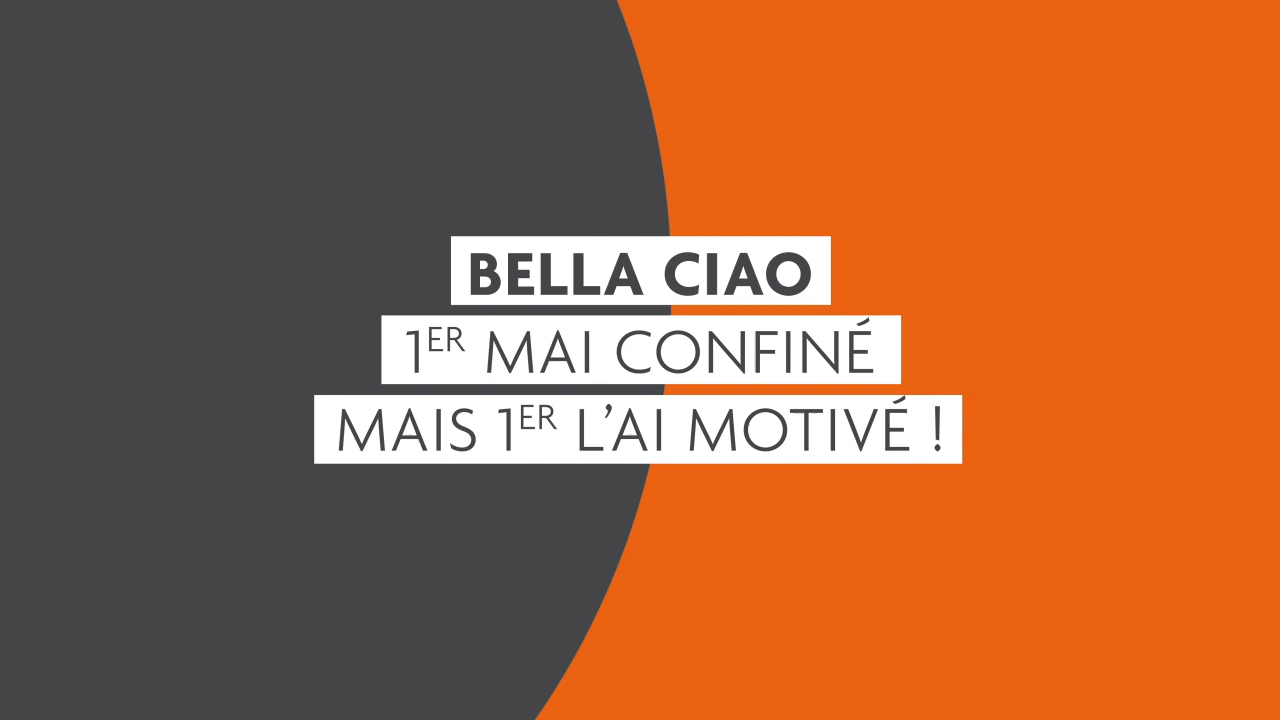 BELLA CIAO
1ER MAI CONFINÉ
MAIS 1ER L’AI MOTIVÉ !